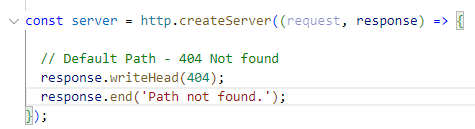 const server = http.createServer((request, response) => {
// Default Path - 404 Not found
response.writeHead(404);
response.end('Path not found.');
});